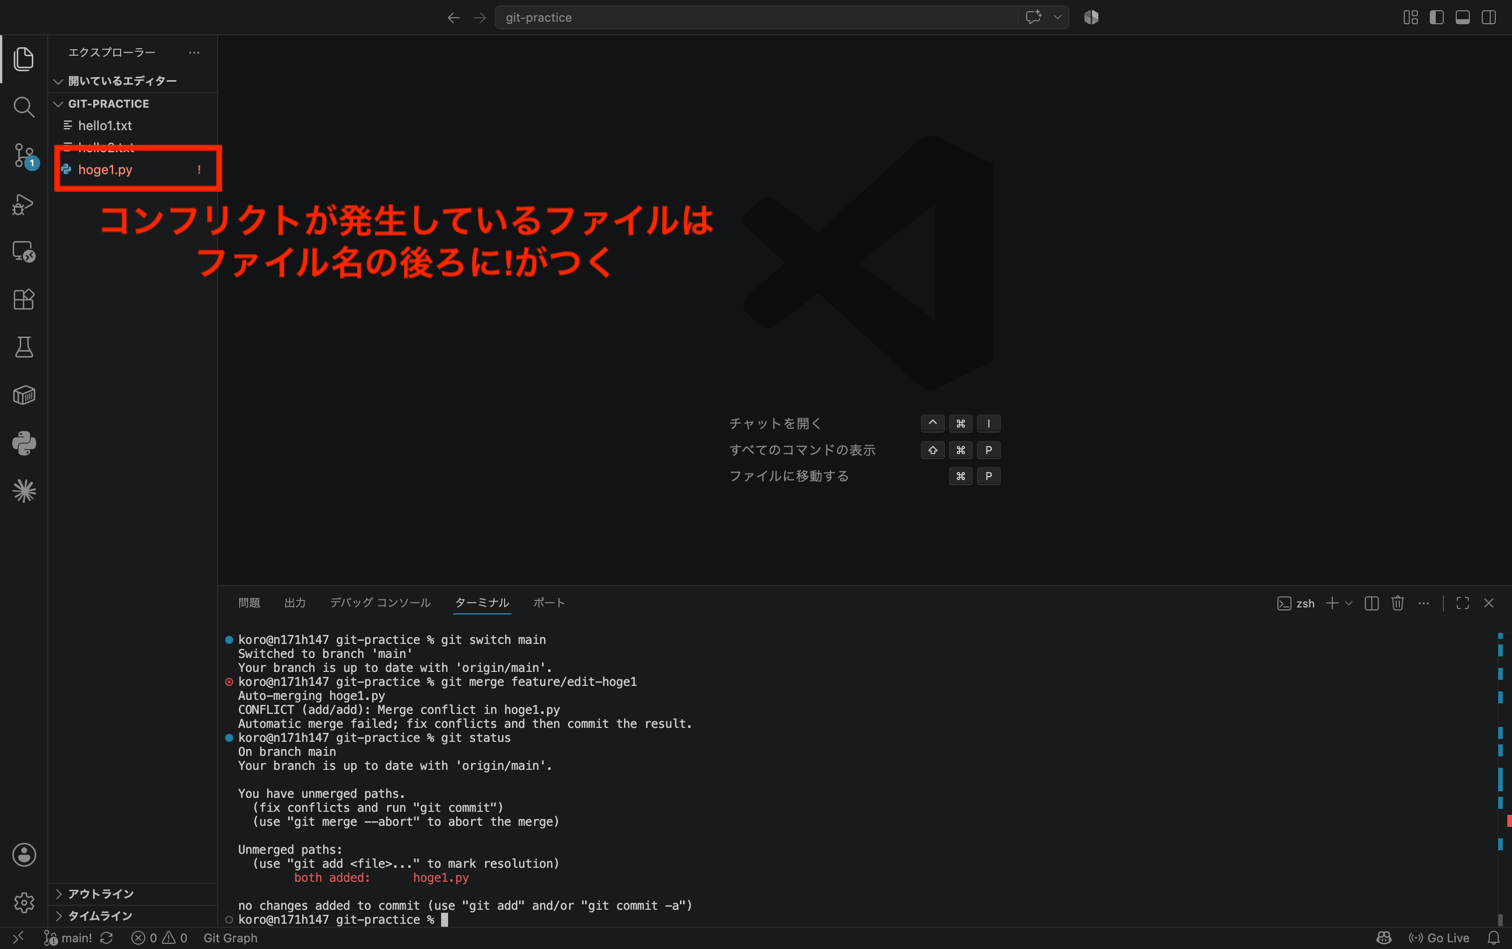 git-practice
エクスプローラー
開いているエディター
GIT-PRACTICE
hello1.txt
hello2.txt
hoge1.py !
1
コンフリクトが発生しているファイルは
ファイル名の後ろに!がつく
チャットを開く ^ ⌘ I
すべてのコマンドの表示 ⇧ ⌘ P
ファイルに移動する ⌘ P
問題 出力 デバッグ コンソール ターミナル ポート zsh
koro@n171h147 git-practice % git switch main
Switched to branch 'main'
Your branch is up to date with 'origin/main'.
koro@n171h147 git-practice % git merge feature/edit-hoge1
Auto-merging hoge1.py
CONFLICT (add/add): Merge conflict in hoge1.py
Automatic merge failed; fix conflicts and then commit the result.
koro@n171h147 git-practice % git status
On branch main
Your branch is up to date with 'origin/main'.
You have unmerged paths.
(fix conflicts and run "git commit")
(use "git merge --abort" to abort the merge)
Unmerged paths:
(use "git add <file>..." to mark resolution)
both added: hoge1.py
no changes added to commit (use "git add" and/or "git commit -a")
koro@n171h147 git-practice %
アウトライン
タイムライン
main! 0 0 Git Graph Go Live